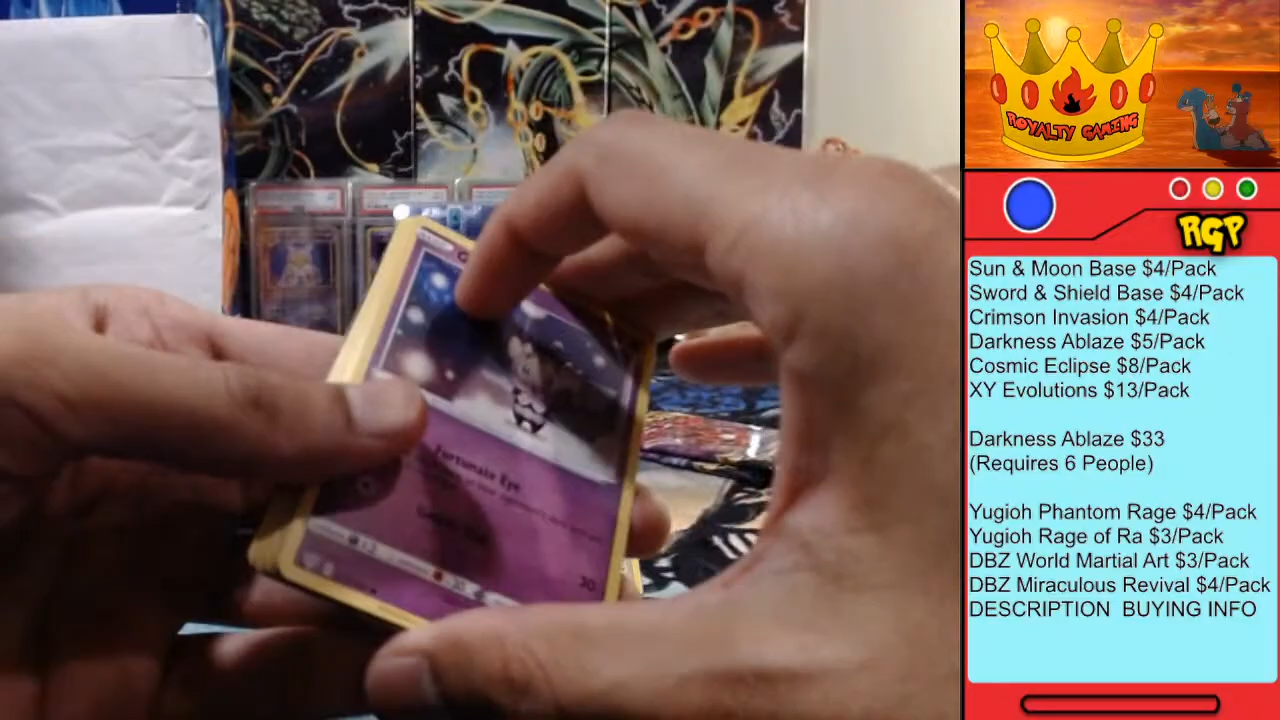 ROYALTY GAMING
RGP
Sun & Moon Base $4/Pack
Sword & Shield Base $4/Pack
Crimson Invasion $4/Pack
Darkness Ablaze $5/Pack
Cosmic Eclipse $8/Pack
XY Evolutions $13/Pack
Darkness Ablaze $33
(Requires 6 People)
Yugioh Phantom Rage $4/Pack
Yugioh Rage of Ra $3/Pack
DBZ World Martial Art $3/Pack
DBZ Miraculous Revival $4/Pack
DESCRIPTION BUYING INFO
Fortunate Eye
30